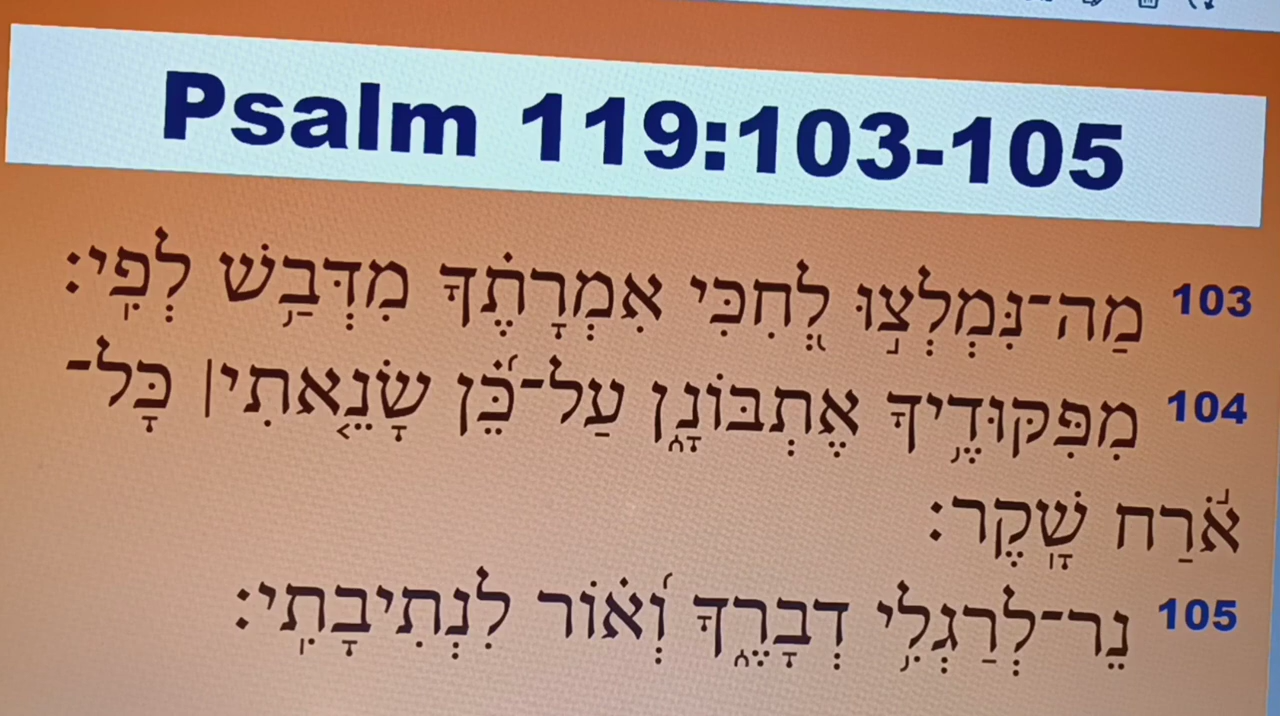 Psalm 119:103-105
103 מַה־נִּמְלְצ֣וּ לְ֭חִכִּי אִמְרָתֶ֗ךָ מִדְּבַ֥שׁ לְפִֽי׃
104 מִפִּקּוּדֶ֥יךָ אֶתְבּוֹנָ֑ן עַל־כֵּ֝֗ן שָׂנֵ֤אתִי ׀ כָּל־
אֹ֬רַח שָֽׁקֶר׃
105 נֵר־לְרַגְלִ֥י דְבָרֶ֑ךָ וְ֝א֗וֹר לִנְתִיבָתִֽי׃